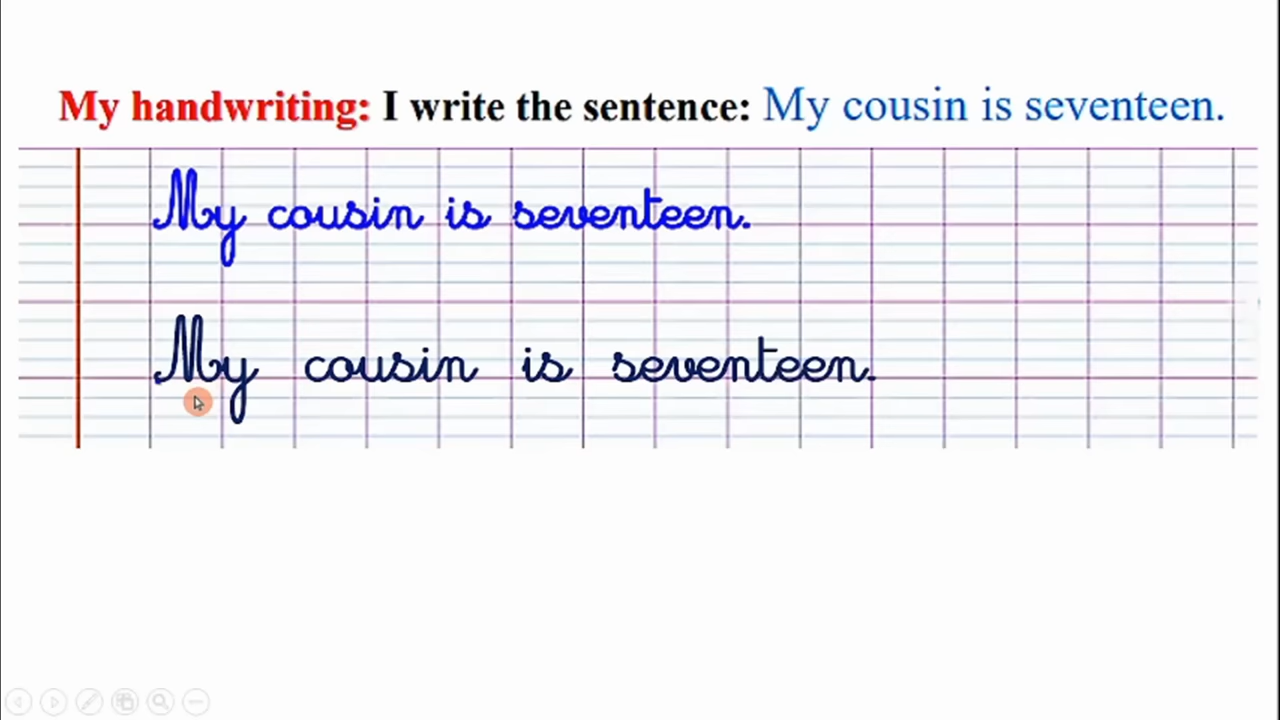 My handwriting: I write the sentence: My cousin is seventeen.
My cousin is seventeen.
My cousin is seventeen.